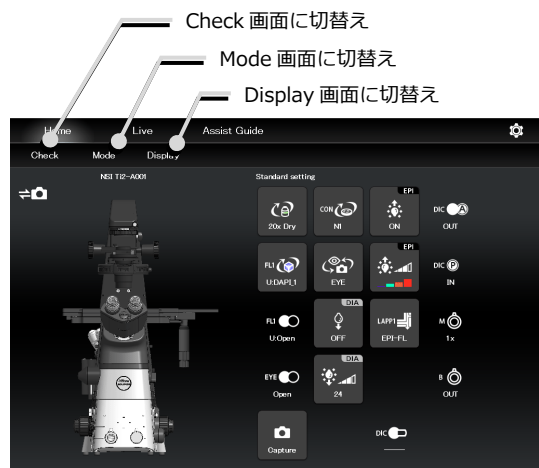 Check 画面に切替え
Mode 画面に切替え
Display 画面に切替え
Home Live Assist Guide
Check Mode Display
NSI Ti2-A001 Standard setting
20x Dry
CON
N1
EPI
ON
DIC A
OUT
FL1
U:DAPI_1
EYE
EPI
DIC P
IN
FL1
U:Open
DIA
OFF
LAPP1
EPI-FL
M
1x
EYE
Open
DIA
24
B
OUT
Capture
DIC